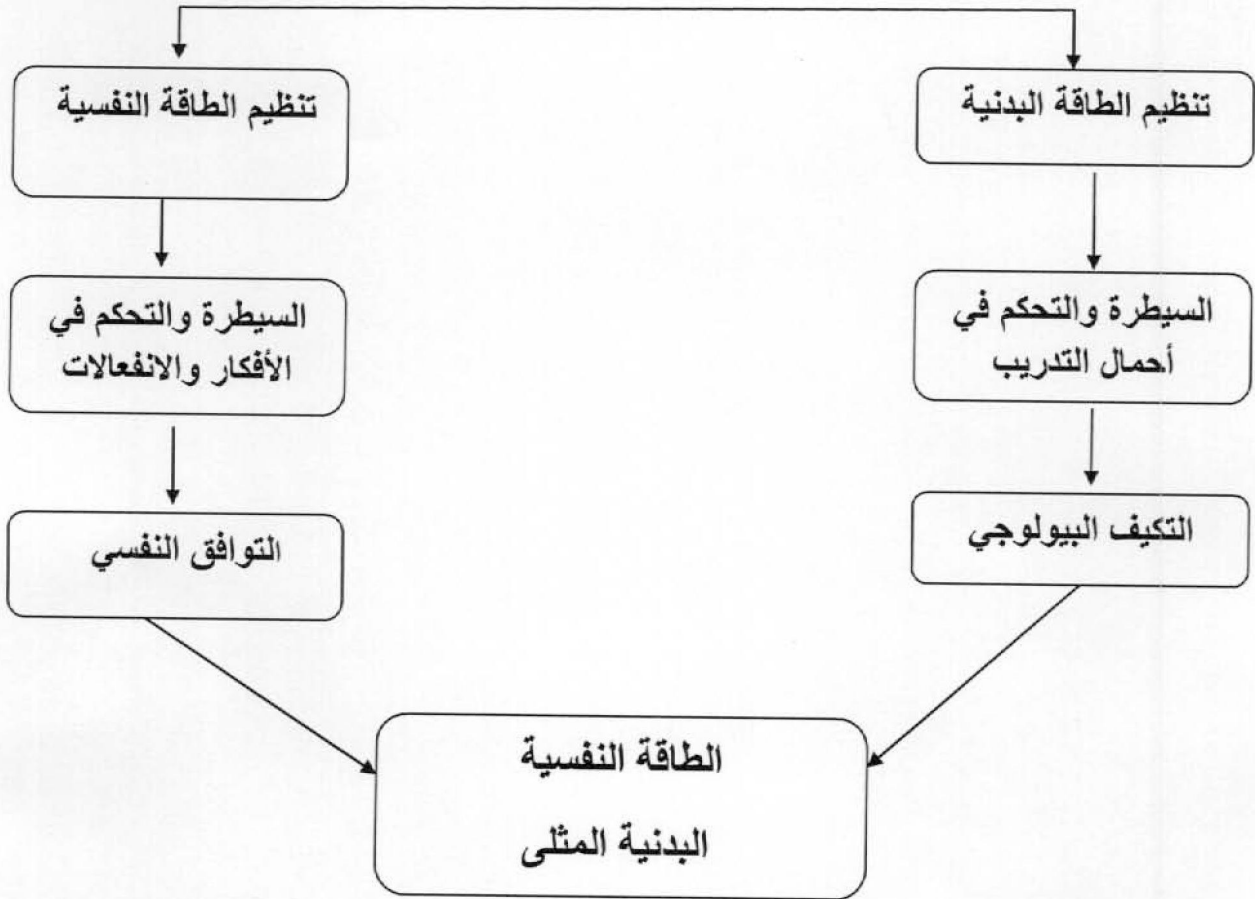 تنظيم الطاقة البدنية
تنظيم الطاقة النفسية
السيطرة والتحكم في
أحمال التدريب
السيطرة والتحكم في
الأفكار والانفعالات
التكيف البيولوجي
التوافق النفسي
الطاقة النفسية
البدنية المثلى